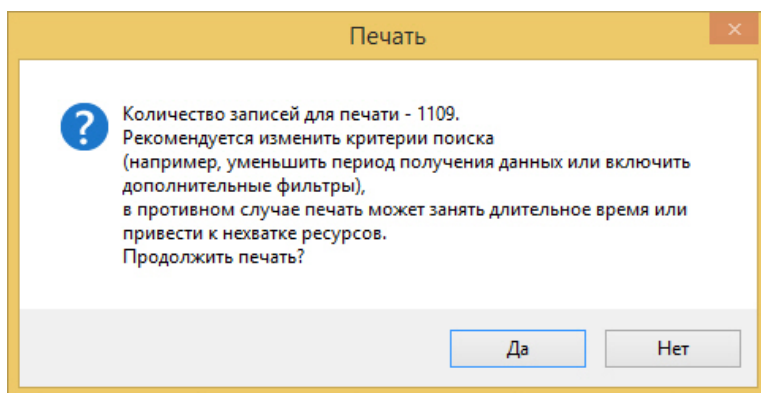 Печать
Количество записей для печати - 1109.
Рекомендуется изменить критерии поиска
(например, уменьшить период получения данных или включить
дополнительные фильтры),
в противном случае печать может занять длительное время или
привести к нехватке ресурсов.
Продолжить печать?
Да
Нет